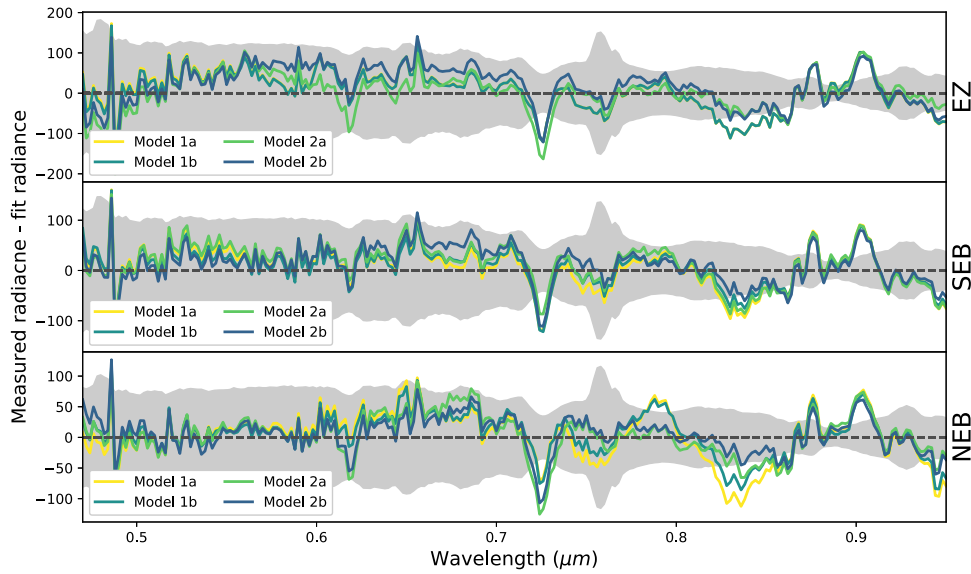 200
100
0
−100
−200
Model 1a
Model 1b
Model 2a
Model 2b
EZ
100
0
−100
Model 1a
Model 1b
Model 2a
Model 2b
SEB
100
50
0
−50
−100
Model 1a
Model 1b
Model 2a
Model 2b
NEB
Measured radiacne - fit radiance
0.5
0.6
0.7
0.8
0.9
Wavelength (μm)